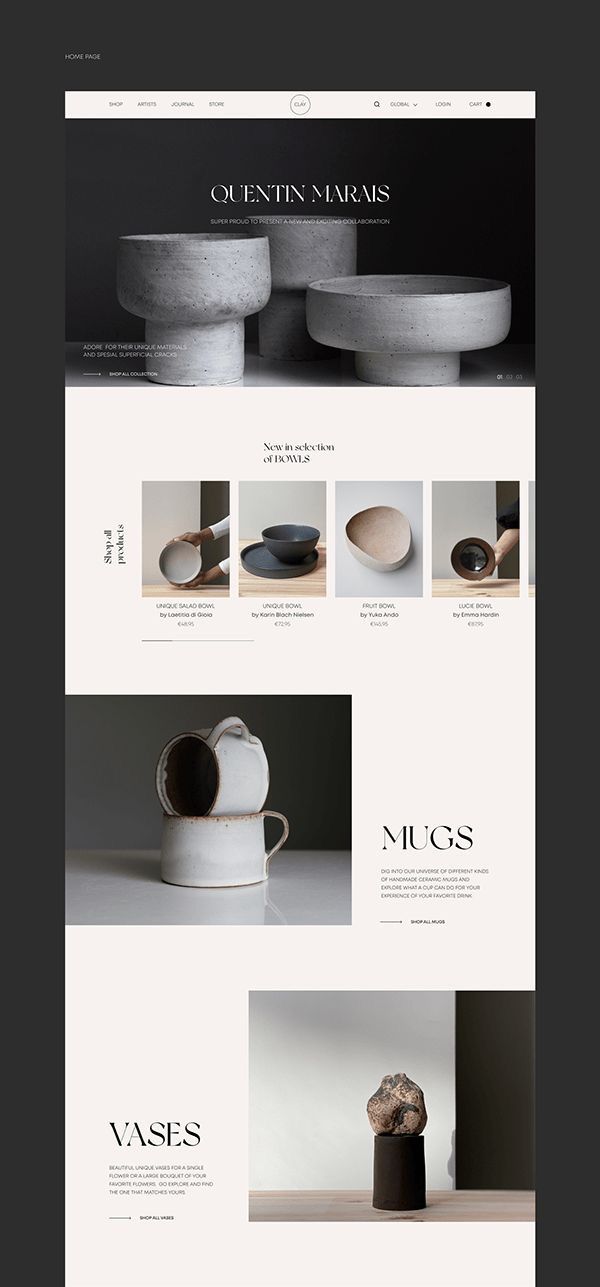 HOME PAGE
SHOP ARTISTS JOURNAL STORE CLAY GLOBAL LOGIN CART
QUENTIN MARAIS
SUPER PROUD TO PRESENT A NEW AND EXCITING COLLABORATION
ADORE FOR THEIR UNIQUE MATERIALS
AND SPESIAL SUPERFICIAL CRACKS
SHOP ALL COLLECTION
01 02 03
New in selection
of BOWLS
Shop all
products
UNIQUE SALAD BOWL
by Laetitia di Gioia
€48,95
UNIQUE BOWL
by Karin Blach Nielsen
€72,95
FRUIT BOWL
by Yuka Ando
€145,95
LUCIE BOWL
by Emma Hardin
€87,95
MUGS
DIG INTO OUR UNIVERSE OF DIFFERENT KINDS
OF HANDMADE CERAMIC MUGS AND
EXPLORE WHAT A CUP CAN DO FOR YOUR
EXPERIENCE OF YOUR FAVORITE DRINK.
SHOP ALL MUGS
VASES
BEAUTIFUL UNIQUE VASES FOR A SINGLE
FLOWER OR A LARGE BOUQUET OF YOUR
FAVORITE FLOWERS. GO EXPLORE AND FIND
THE ONE THAT MATCHES YOURS.
SHOP ALL VASES